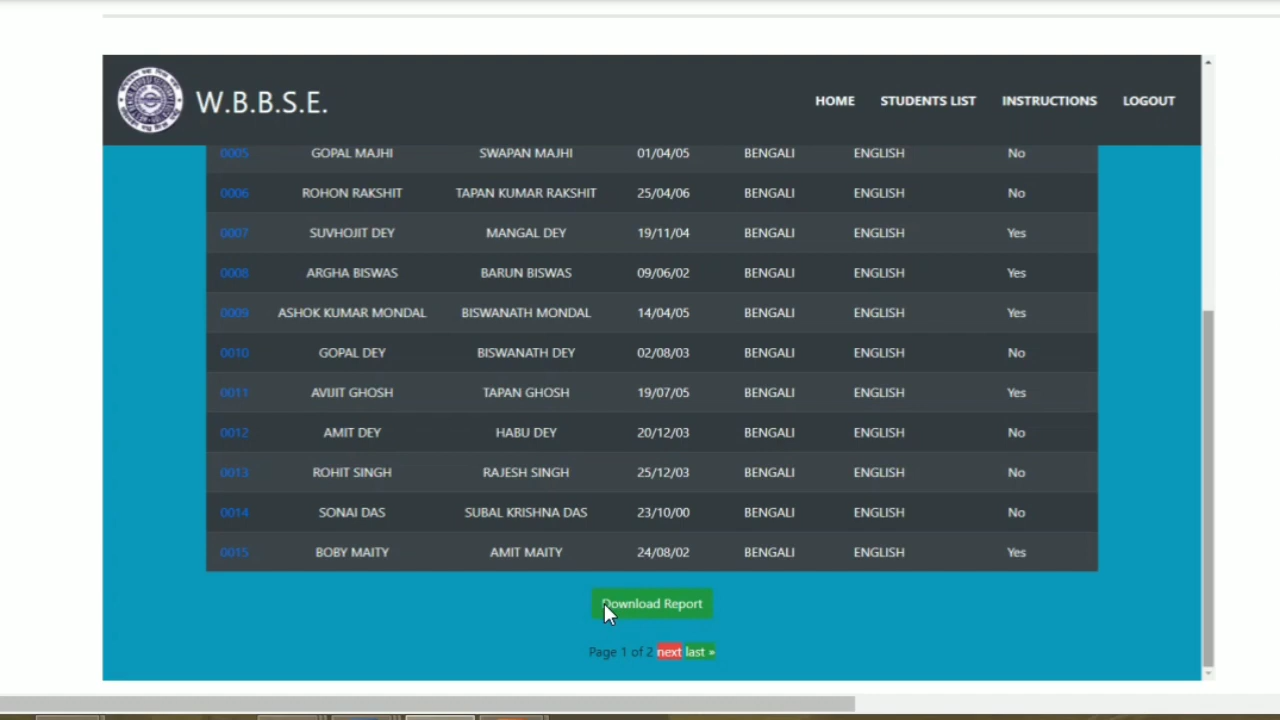 W.B.B.S.E. HOME STUDENTS LIST INSTRUCTIONS LOGOUT
0005 GOPAL MAJHI SWAPAN MAJHI 01/04/05 BENGALI ENGLISH No
0006 ROHON RAKSHIT TAPAN KUMAR RAKSHIT 25/04/06 BENGALI ENGLISH No
0007 SUVHOJIT DEY MANGAL DEY 19/11/04 BENGALI ENGLISH Yes
0008 ARGHA BISWAS BARUN BISWAS 09/06/02 BENGALI ENGLISH Yes
0009 ASHOK KUMAR MONDAL BISWANATH MONDAL 14/04/05 BENGALI ENGLISH Yes
0010 GOPAL DEY BISWANATH DEY 02/08/03 BENGALI ENGLISH No
0011 AVIJIT GHOSH TAPAN GHOSH 19/07/05 BENGALI ENGLISH Yes
0012 AMIT DEY HABU DEY 20/12/03 BENGALI ENGLISH No
0013 ROHIT SINGH RAJESH SINGH 25/12/03 BENGALI ENGLISH No
0014 SONAI DAS SUBAL KRISHNA DAS 23/10/00 BENGALI ENGLISH No
0015 BOBY MAITY AMIT MAITY 24/08/02 BENGALI ENGLISH Yes
Download Report
Page 1 of 2 next last »